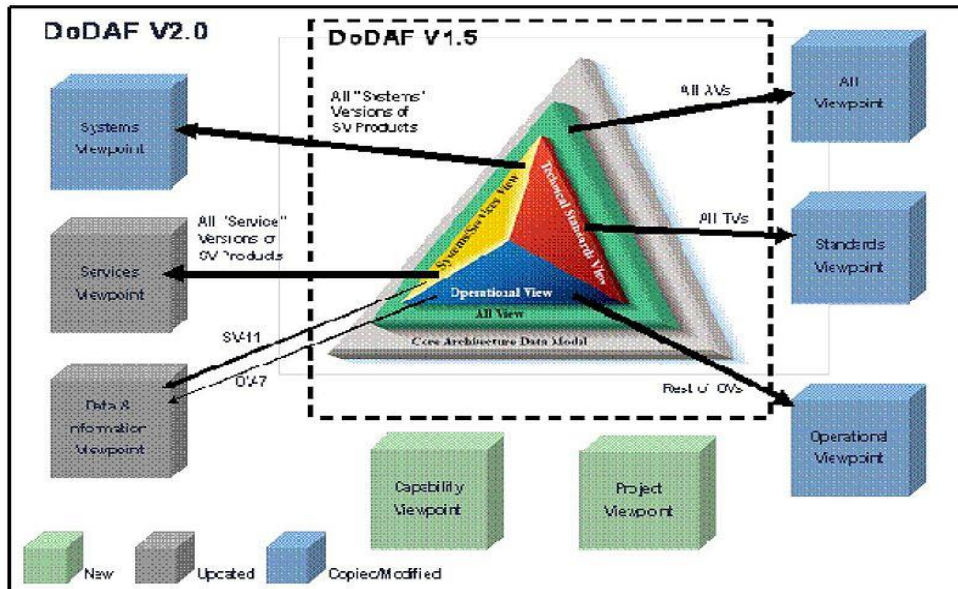 DoDAF V2.0
DoDAF V1.5
Systems
Viewpoint
All "Systems"
Versions of
SV Products
All AVs
All
Viewpoint
All "Service"
Versions of
SV Products
Services
Viewpoint
Systems/Services View
Technical Standards View
Operational View
All View
Core Architecture Data Model
All TVs
Standards
Viewpoint
SV-11
OV-7
Data &
Information
Viewpoint
Rest of OVs
Operational
Viewpoint
Capability
Viewpoint
Project
Viewpoint
New
Updated
Copied/Modified